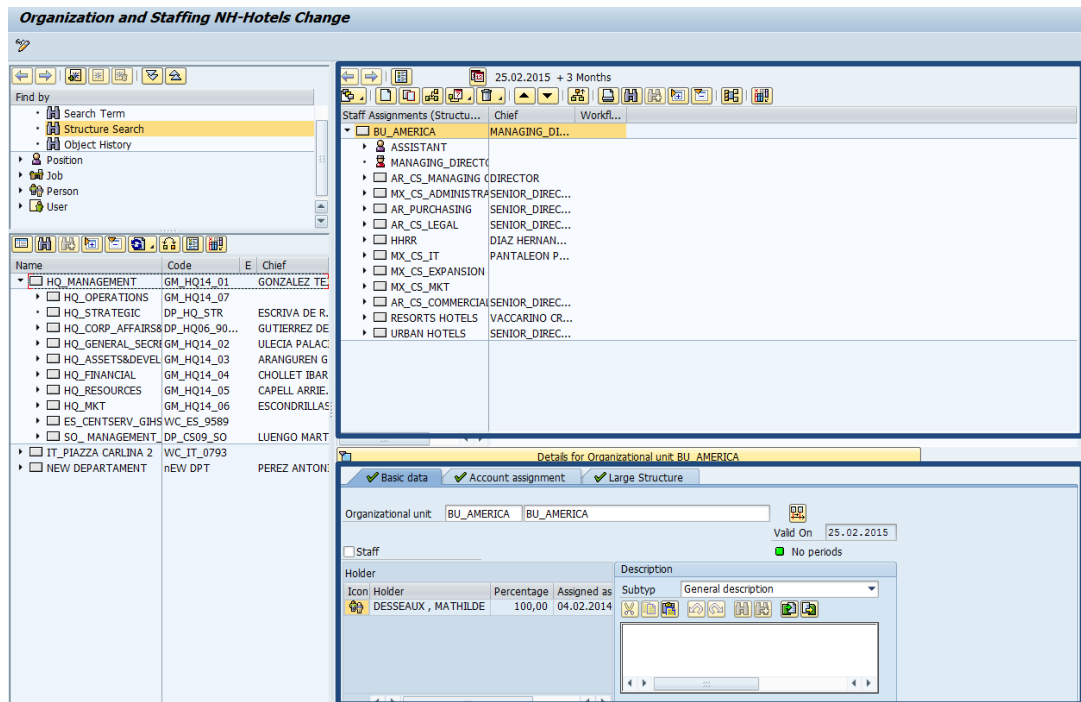 Organization and Staffing NH-Hotels Change
Find by
Search Term
Structure Search
Object History
Position
Job
Person
User
Name Code E Chief
HQ_MANAGEMENT GM_HQ14_01 GONZALEZ TE
HQ_OPERATIONS GM_HQ14_07
HQ_STRATEGIC DP_HQ_STR ESCRIVA DE R.
HQ_CORP_AFFAIRS& DP_HQ06_90... GUTIERREZ DE
HQ_GENERAL_SECRE GM_HQ14_02 ULECIA PALAC
HQ_ASSETS&DEVEL GM_HQ14_03 ARANGUREN G
HQ_FINANCIAL GM_HQ14_04 CHOLLET IBAR
HQ_RESOURCES GM_HQ14_05 CAPELL ARRIE.
HQ_MKT GM_HQ14_06 ESCONDRILLAS
ES_CENTSERV_GIHS WC_ES_9589
SO_ MANAGEMENT_ DP_CS09_SO LUENGO MART
IT_PIAZZA CARLINA 2 WC_IT_0793
NEW DEPARTAMENT nEW DPT PEREZ ANTON
25.02.2015 + 3 Months
Staff Assignments (Structu... Chief Workfl...
BU_AMERICA MANAGING_DI...
ASSISTANT
MANAGING_DIRECTO
AR_CS_MANAGING ( DIRECTOR
MX_CS_ADMINISTRA SENIOR_DIREC...
AR_PURCHASING SENIOR_DIREC...
AR_CS_LEGAL SENIOR_DIREC...
HHRR DIAZ HERNAN...
MX_CS_IT PANTALEON P...
MX_CS_EXPANSION
MX_CS_MKT
AR_CS_COMMERCIAL SENIOR_DIREC...
RESORTS HOTELS VACCARINO CR...
URBAN HOTELS SENIOR_DIREC...
Details for Organizational unit BU_AMERICA
Basic data Account assignment Large Structure
Organizational unit BU_AMERICA BU_AMERICA
Valid On 25.02.2015
Staff No periods
Holder
Icon Holder Percentage Assigned as
DESSEAUX , MATHILDE 100,00 04.02.2014
Description
Subtyp General description